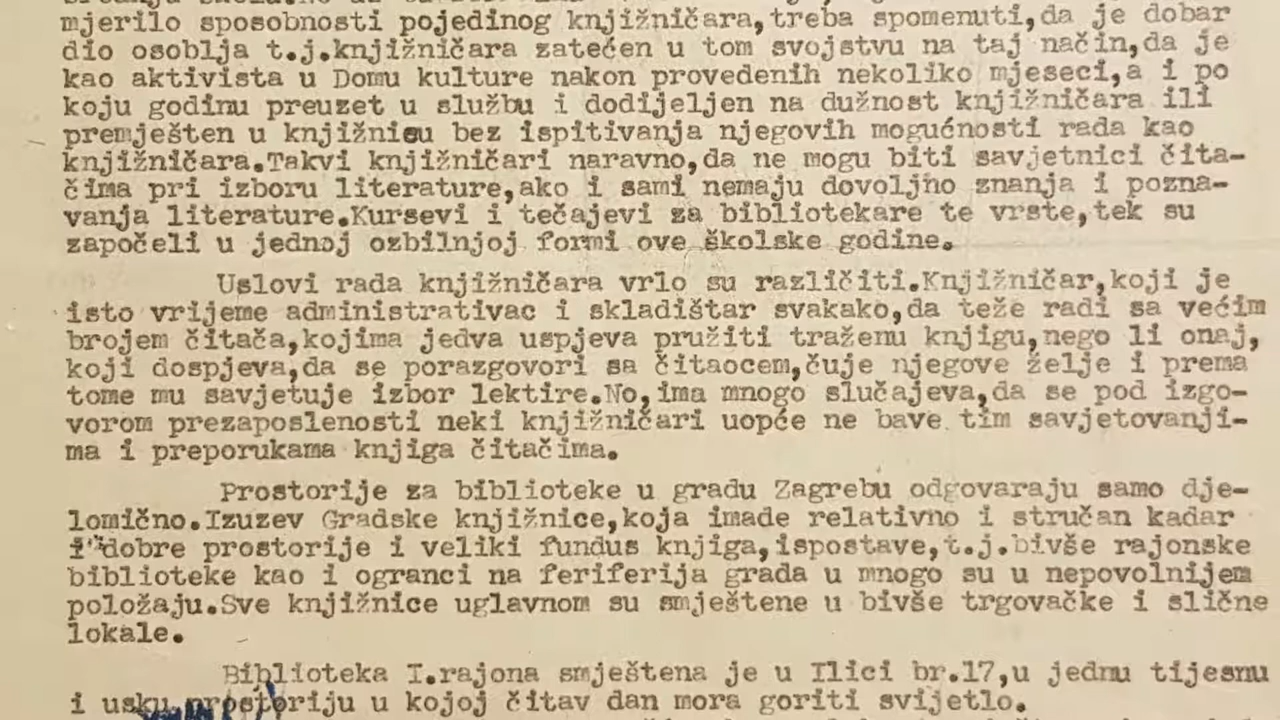 mjerilo sposobnosti pojedinog knjižničara,treba spomenuti,da je dobar
dio osoblja t.j.knjižničara zatečen u tom svojstvu na taj način,da je
kao aktivista u Domu kulture nakon provedenih nekoliko mjeseci,a i po
koju godinu preuzet u službu i dodijeljen na dužnost knjižničara ili
premješten u knjižnicu bez ispitivanja njegovih mogućnosti rada kao
knjižničara.Takvi knjižničari naravno,da ne mogu biti savjetnici čita-
čima pri izboru literature,ako i sami nemaju dovoljno znanja i pozna-
vanja literature.Kursevi i tečajevi za bibliotekare te vrste,tek su
započeli u jednoj ozbilnjoj formi ove školske godine.
Uslovi rada knjižničara vrlo su različiti.Knjižničar,koji je
isto vrijeme administrativac i skladištar svakako,da teže radi sa većim
brojem čitača,kojima jedva uspjeva pružiti traženu knjigu,nego li onaj,
koji dospjeva,da se porazgovori sa čitaocem,čuje njegove želje i prema
tome mu savjetuje izbor lektire.No,ima mnogo slučajeva,da se pod izgo-
vorom prezaposlenosti neki knjižničari uopće ne bave tim savjetovanji-
ma i preporukama knjiga čitačima.
Prostorije za biblioteke u gradu Zagrebu odgovaraju samo dje-
lomično.Izuzev Gradske knjižnice,koja imade relativno i stručan kadar
i dobre prostorije i veliki fundus knjiga,ispostave,t.j.bivše rajonske
biblioteke kao i ogranci na feriferija grada u mnogo su u nepovolnijem
položaju.Sve knjižnice uglavnom su smještene u bivše trgovačke i slične
lokale.
Biblioteka I.rajona smještena je u Ilici br.17,u jednu tijesnu
i usku prostoriju u kojoj čitav dan mora goriti svijetlo.